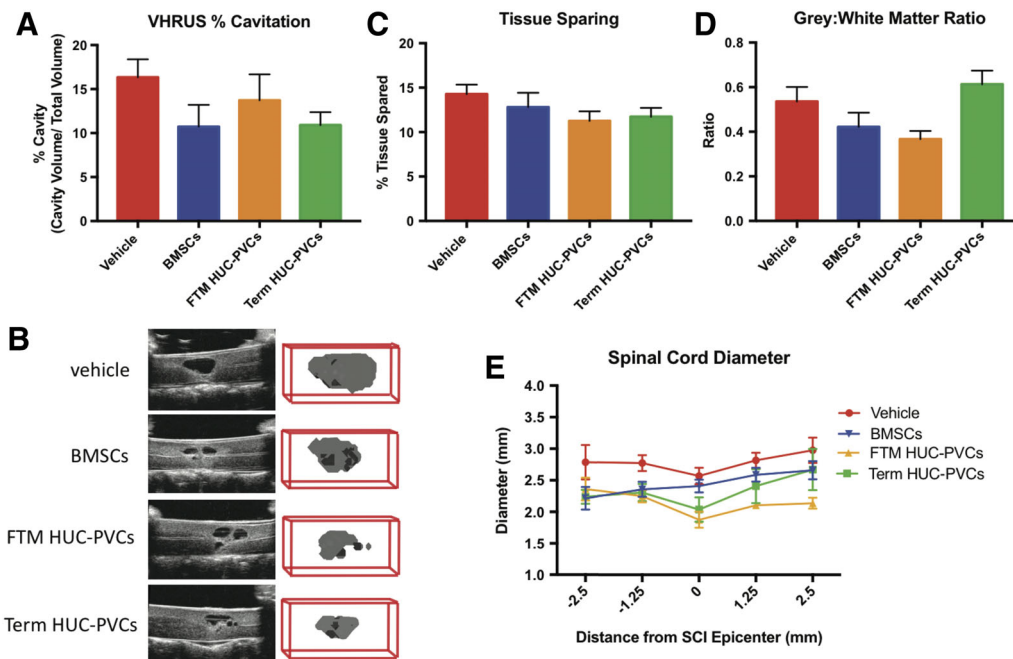 A
VHRUS % Cavitation
% Cavity
(Cavity Volume/ Total Volume)
20
15
10
5
0
Vehicle
BMSCs
FTM HUC-PVCs
Term HUC-PVCs
C
Tissue Sparing
% Tissue Spared
20
15
10
5
0
Vehicle
BMSCs
FTM HUC-PVCs
Term HUC-PVCs
D
Grey:White Matter Ratio
Ratio
0.8
0.6
0.4
0.2
0.0
Vehicle
BMSCs
FTM HUC-PVCs
Term HUC-PVCs
B
vehicle
BMSCs
FTM HUC-PVCs
Term HUC-PVCs
E
Spinal Cord Diameter
Diameter (mm)
4.0
3.5
3.0
2.5
2.0
1.5
1.0
-2.5
-1.25
0
1.25
2.5
Distance from SCI Epicenter (mm)
Vehicle
BMSCs
FTM HUC-PVCs
Term HUC-PVCs